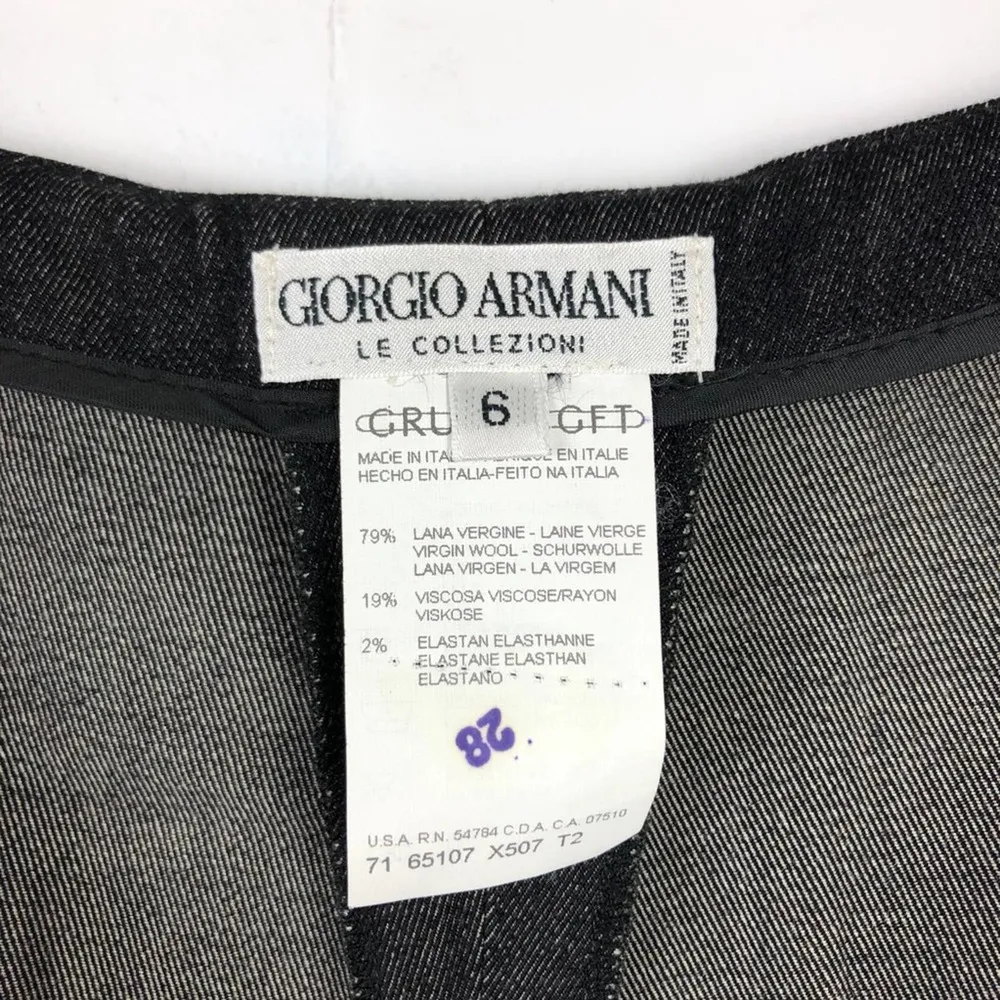 GIORGIO ARMANI
LE COLLEZIONI
MADE IN ITALY
6
GFT
MADE IN EN ITALIE
HECHO EN ITALIA-FEITO NA ITALIA
79% LANA VERGINE - LAINE VIERGE
VIRGIN WOOL - SCHURWOLLE
LANA VIRGEN - LA VIRGEM
19% VISCOSA VISCOSE/RAYON
VISKOSE
2% ELASTAN ELASTHANNE
ELASTANE ELASTHAN
ELASTANO
28
U.S.A. R.N. 54784 C.D.A. C.A. 07510
71 65107 X507 T2